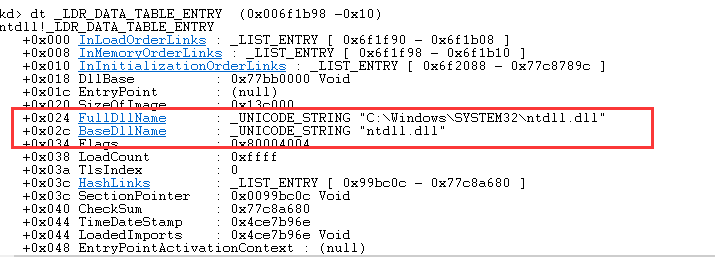 kd> dt _LDR_DATA_TABLE_ENTRY (0x006f1b98 -0x10)
ntdll!_LDR_DATA_TABLE_ENTRY
+0x000 InLoadOrderLinks : _LIST_ENTRY [ 0x6f1f90 - 0x6f1b08 ]
+0x008 InMemoryOrderLinks : _LIST_ENTRY [ 0x6f1f98 - 0x6f1b10 ]
+0x010 InInitializationOrderLinks : _LIST_ENTRY [ 0x6f2088 - 0x77c8789c ]
+0x018 DllBase : 0x77bb0000 Void
+0x01c EntryPoint : (null)
+0x020 SizeOfImage : 0x13c000
+0x024 FullDllName : _UNICODE_STRING "C:\Windows\SYSTEM32\ntdll.dll"
+0x02c BaseDllName : _UNICODE_STRING "ntdll.dll"
+0x034 Flags : 0x80004004
+0x038 LoadCount : 0xffff
+0x03a TlsIndex : 0
+0x03c HashLinks : _LIST_ENTRY [ 0x99bc0c - 0x77c8a680 ]
+0x03c SectionPointer : 0x0099bc0c Void
+0x040 CheckSum : 0x77c8a680
+0x044 TimeDateStamp : 0x4ce7b96e
+0x044 LoadedImports : 0x4ce7b96e Void
+0x048 EntryPointActivationContext : (null)